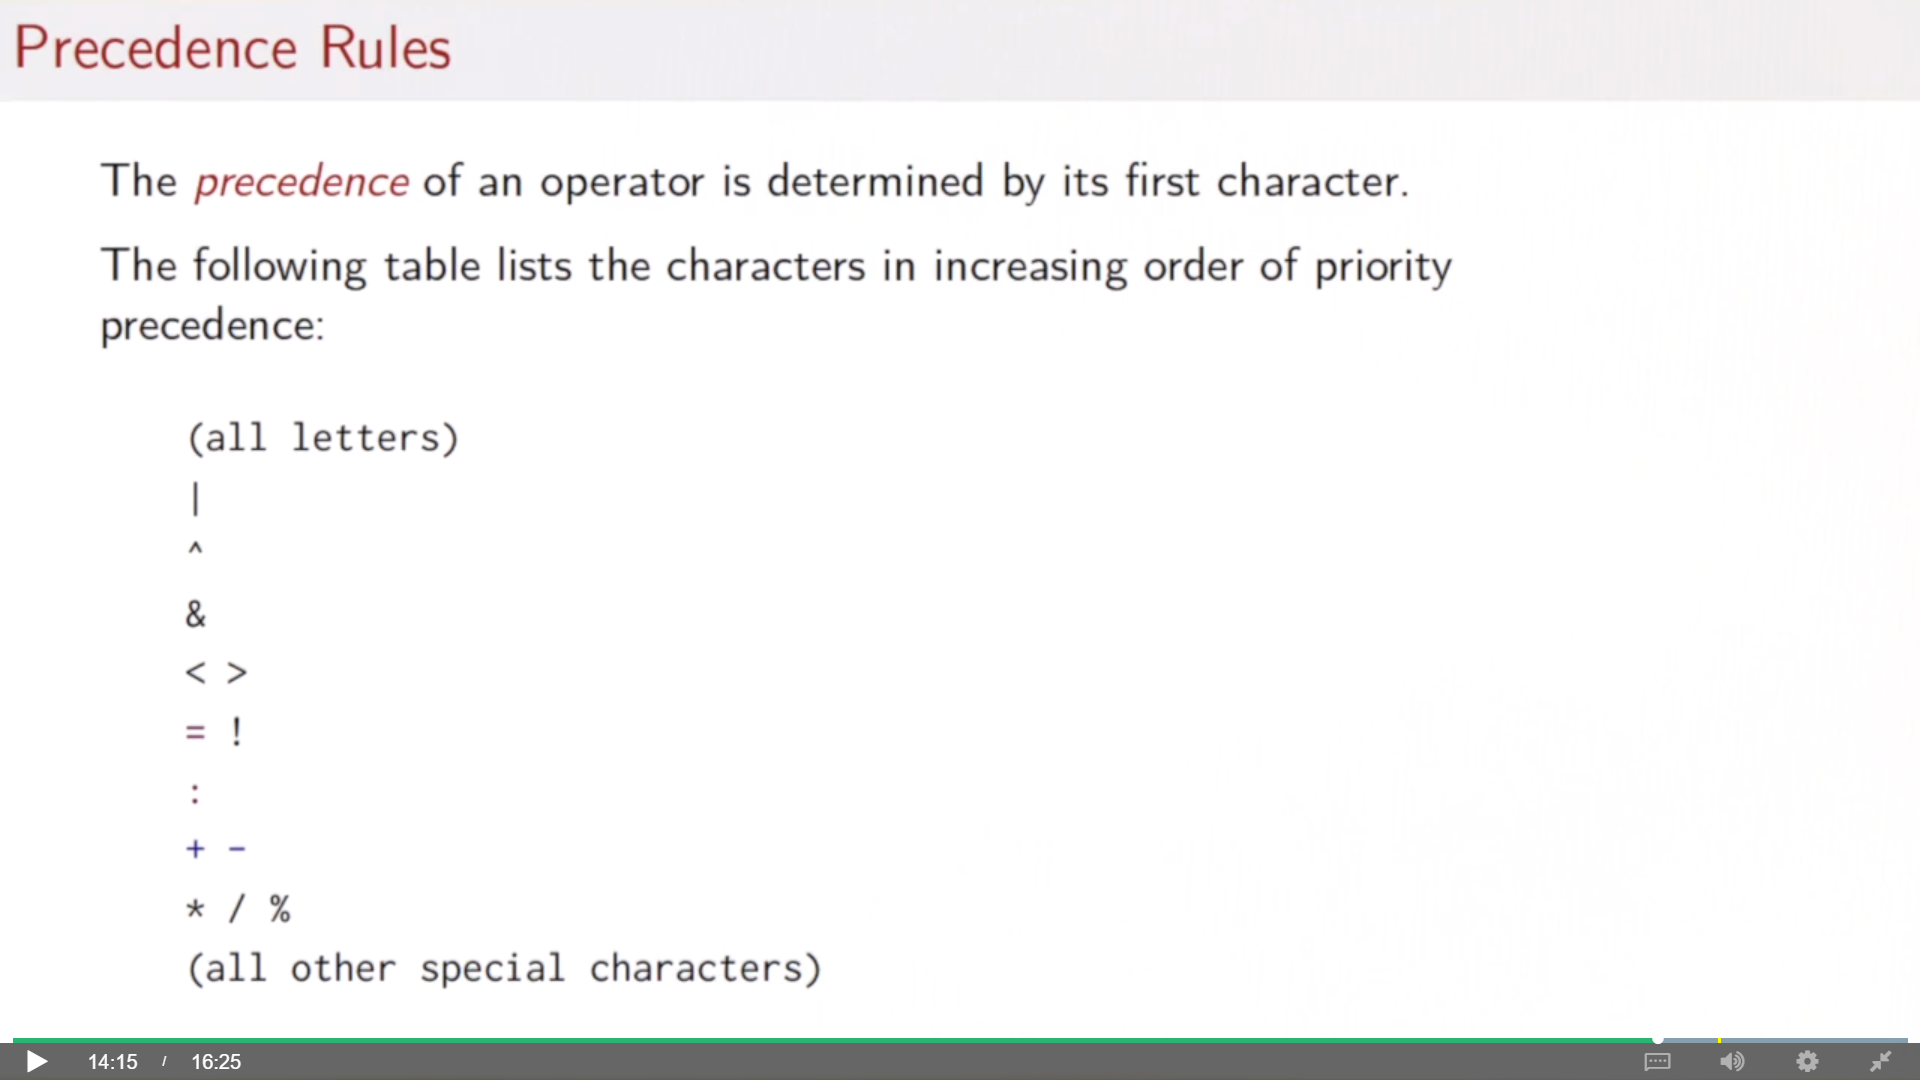 Precedence Rules
The precedence of an operator is determined by its first character.
The following table lists the characters in increasing order of priority
precedence:
(all letters)
|
^
&
< >
= !
:
+ -
* / %
(all other special characters)
14:15 / 16:25